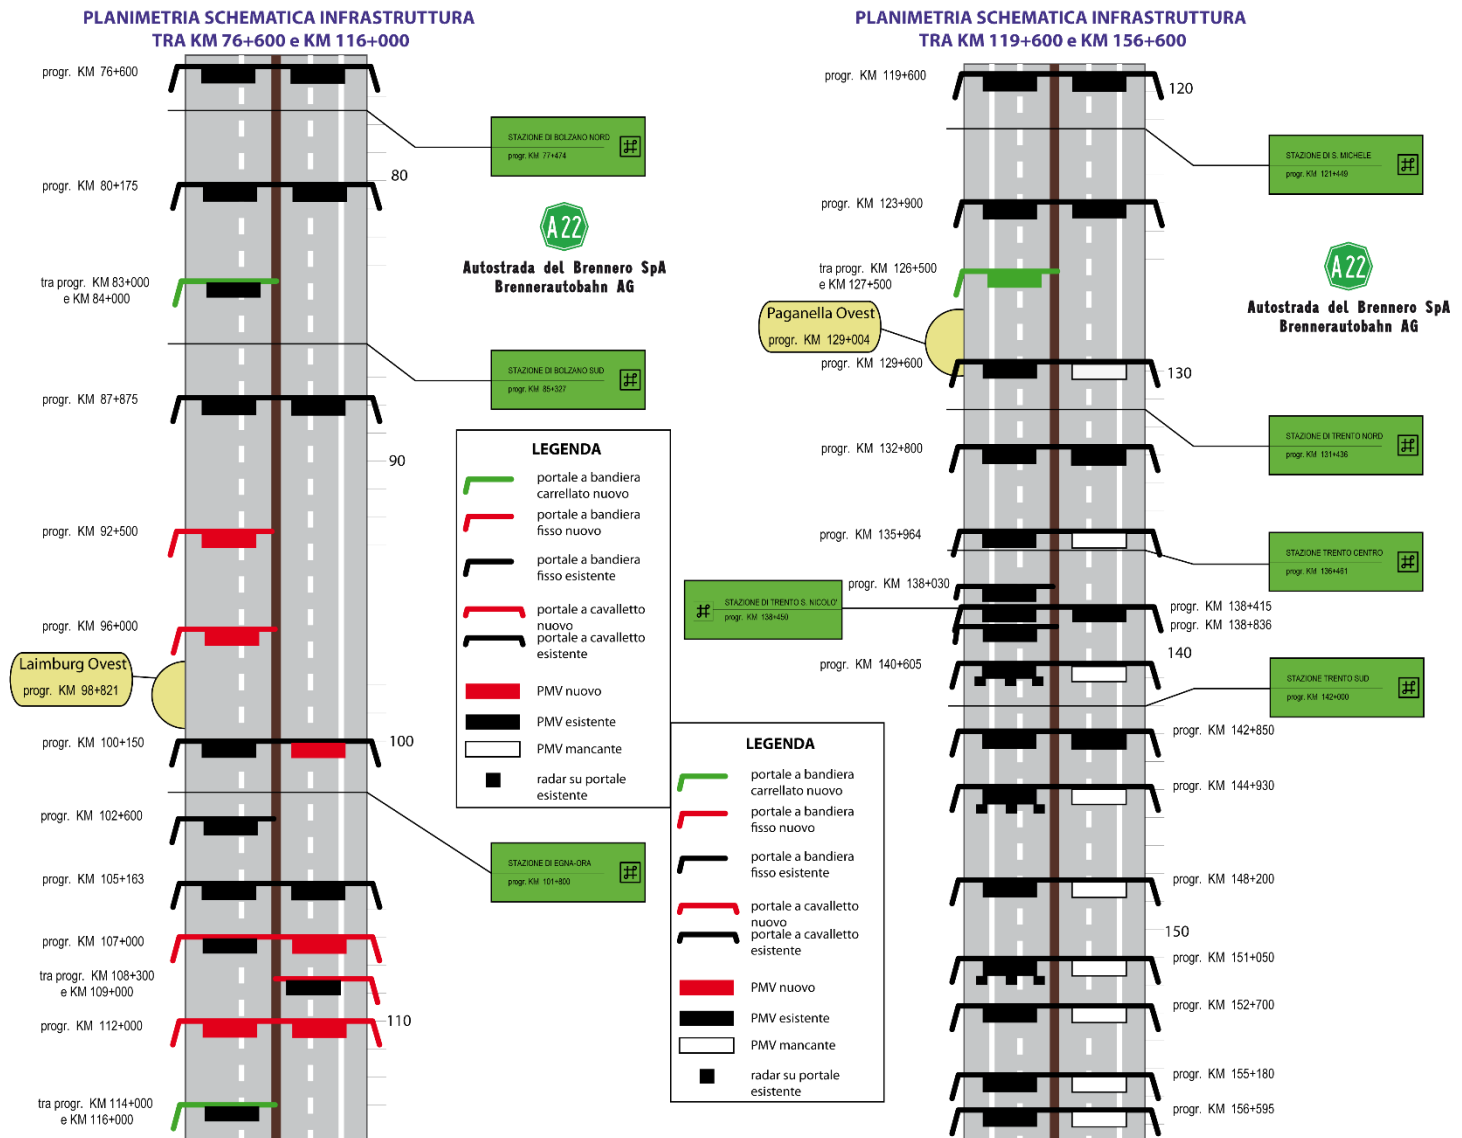 PLANIMETRIA SCHEMATICA INFRASTRUTTURA
TRA KM 76+600 e KM 116+000
progr. KM 76+600
STAZIONE DI BOLZANO NORD
progr. KM 77+474
80
progr. KM 80+175
A 22
Autostrada del Brennero SpA
Brennerautobahn AG
tra progr. KM 83+000
e KM 84+000
STAZIONE DI BOLZANO SUD
progr. KM 85+327
progr. KM 87+875
90
progr. KM 92+500
progr. KM 96+000
Laimburg Ovest
progr. KM 98+821
progr. KM 100+150
100
progr. KM 102+600
STAZIONE DI EGNA-ORA
progr. KM 101+800
progr. KM 105+163
progr. KM 107+000
tra progr. KM 108+300
e KM 109+000
progr. KM 112+000
110
tra progr. KM 114+000
e KM 116+000
LEGENDA
portale a bandiera
carrellato nuovo
portale a bandiera
fisso nuovo
portale a bandiera
fisso esistente
portale a cavalletto
nuovo
portale a cavalletto
esistente
PMV nuovo
PMV esistente
PMV mancante
radar su portale
esistente
PLANIMETRIA SCHEMATICA INFRASTRUTTURA
TRA KM 119+600 e KM 156+600
progr. KM 119+600
120
STAZIONE DI S. MICHELE
progr. KM 121+449
progr. KM 123+900
A 22
Autostrada del Brennero SpA
Brennerautobahn AG
tra progr. KM 126+500
e KM 127+500
Paganella Ovest
progr. KM 129+004
progr. KM 129+600
130
STAZIONE DI TRENTO NORD
progr. KM 131+436
progr. KM 132+800
progr. KM 135+964
STAZIONE TRENTO CENTRO
progr. KM 136+461
progr. KM 138+030
STAZIONE DI TRENTO S. NICOLO'
progr. KM 138+450
progr. KM 138+415
progr. KM 138+836
140
progr. KM 140+605
STAZIONE TRENTO SUD
progr. KM 142+000
progr. KM 142+850
progr. KM 144+930
progr. KM 148+200
150
progr. KM 151+050
progr. KM 152+700
progr. KM 155+180
progr. KM 156+595
LEGENDA
portale a bandiera
carrellato nuovo
portale a bandiera
fisso nuovo
portale a bandiera
fisso esistente
portale a cavalletto
nuovo
portale a cavalletto
esistente
PMV nuovo
PMV esistente
PMV mancante
radar su portale
esistente